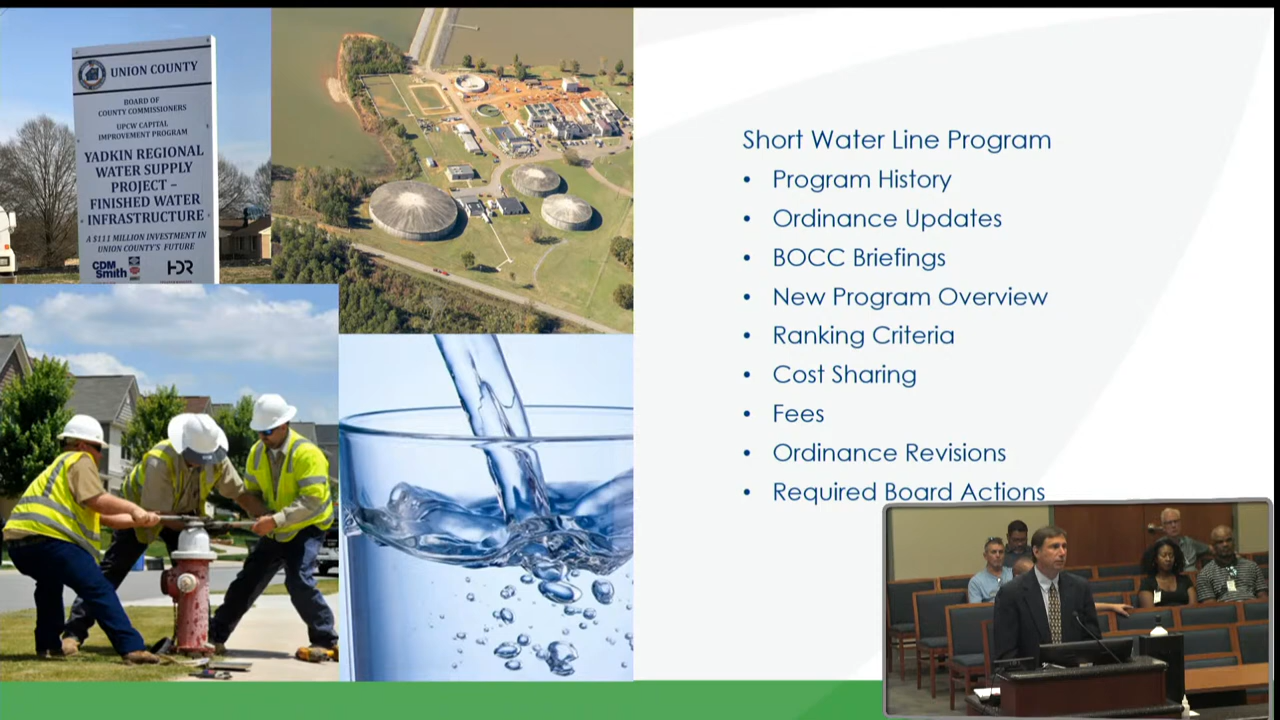 UNION COUNTY
BOARD OF
COUNTY COMMISSIONERS
UPCW CAPITAL
IMPROVEMENT PROGRAM
YADKIN REGIONAL
WATER SUPPLY
PROJECT –
FINISHED WATER
INFRASTRUCTURE
A $111 MILLION INVESTMENT IN
UNION COUNTY'S FUTURE
CDM
Smith
HDR
Short Water Line Program
• Program History
• Ordinance Updates
• BOCC Briefings
• New Program Overview
• Ranking Criteria
• Cost Sharing
• Fees
• Ordinance Revisions
• Required Board Actions